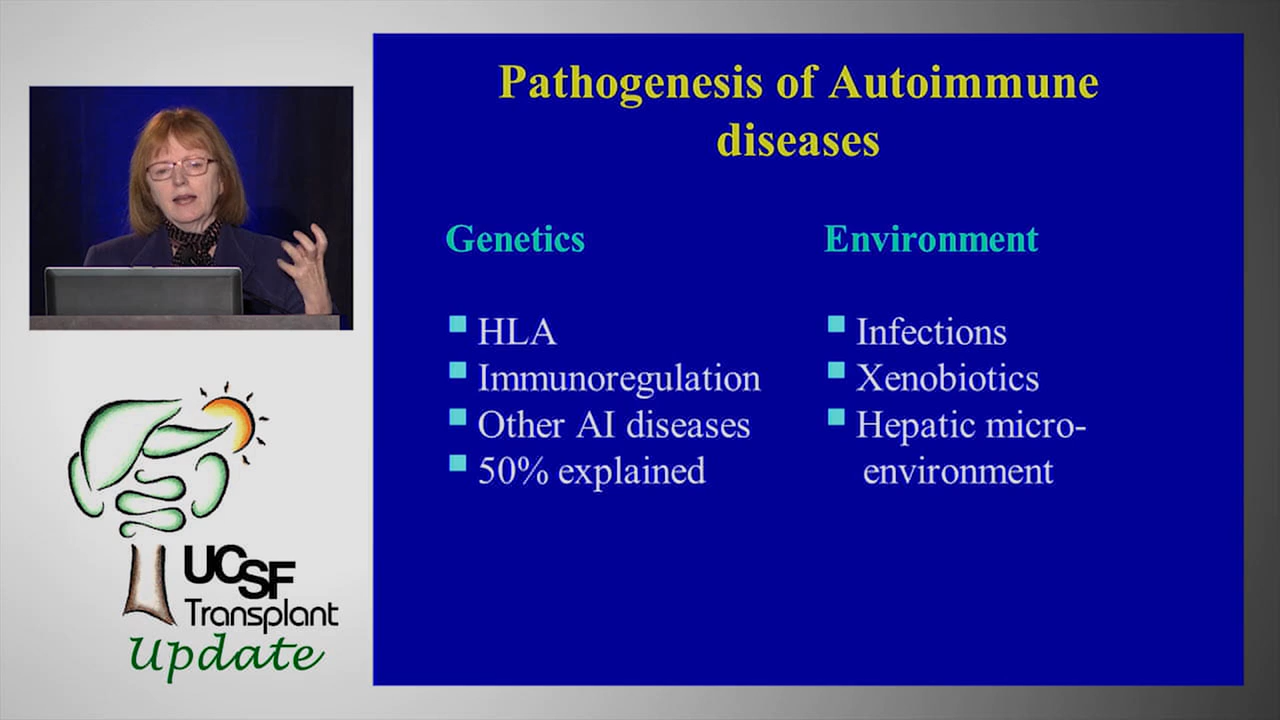 Pathogenesis of Autoimmune
diseases
Genetics
HLA
Immunoregulation
Other AI diseases
50% explained
Environment
Infections
Xenobiotics
Hepatic micro-
environment
UCSF
Transplant
Update